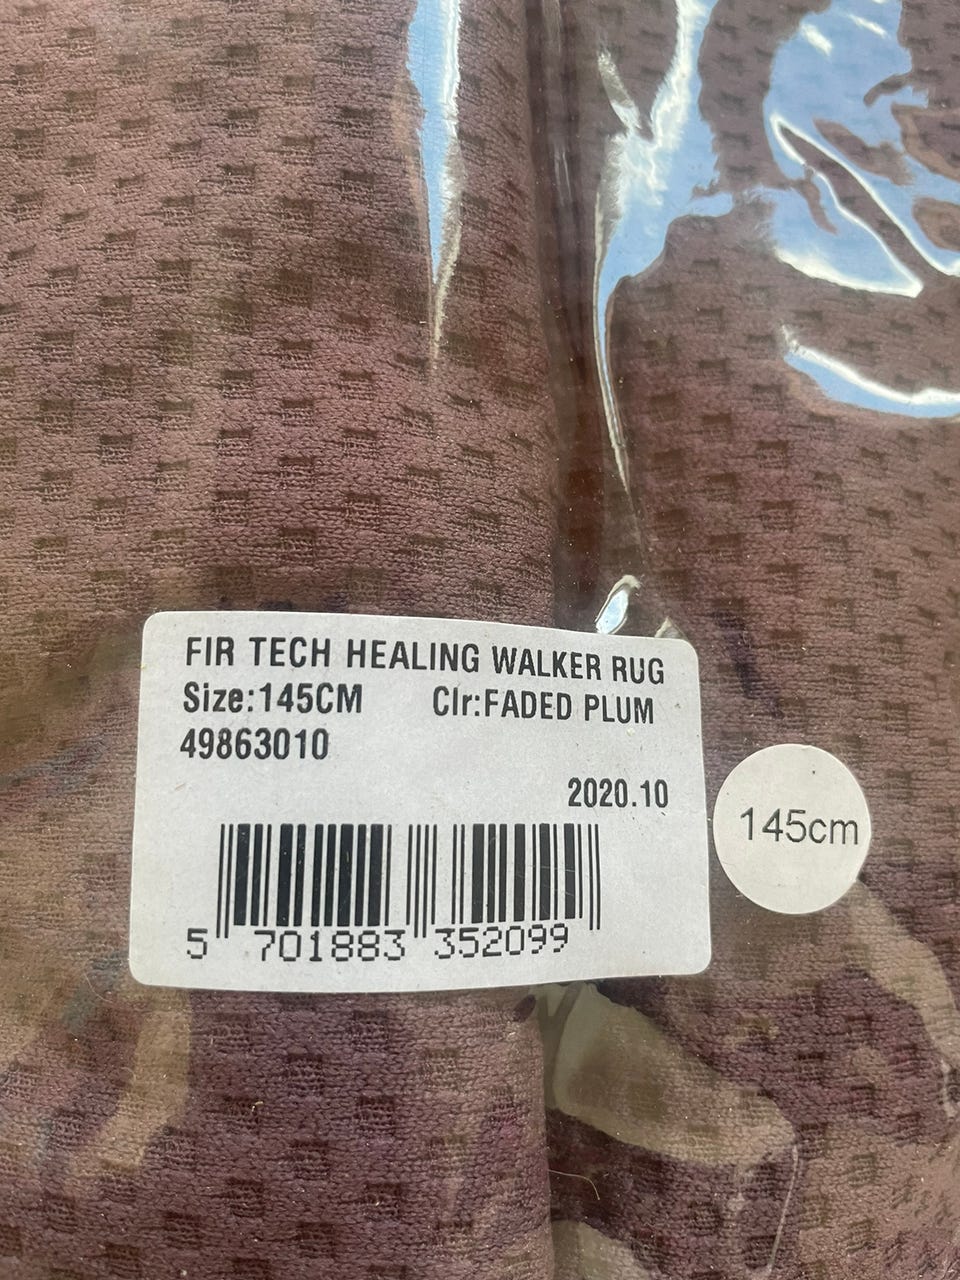 FIR TECH HEALING WALKER RUG
Size:145CM Clr:FADED PLUM
49863010
2020.10
5 701883 352099
145cm